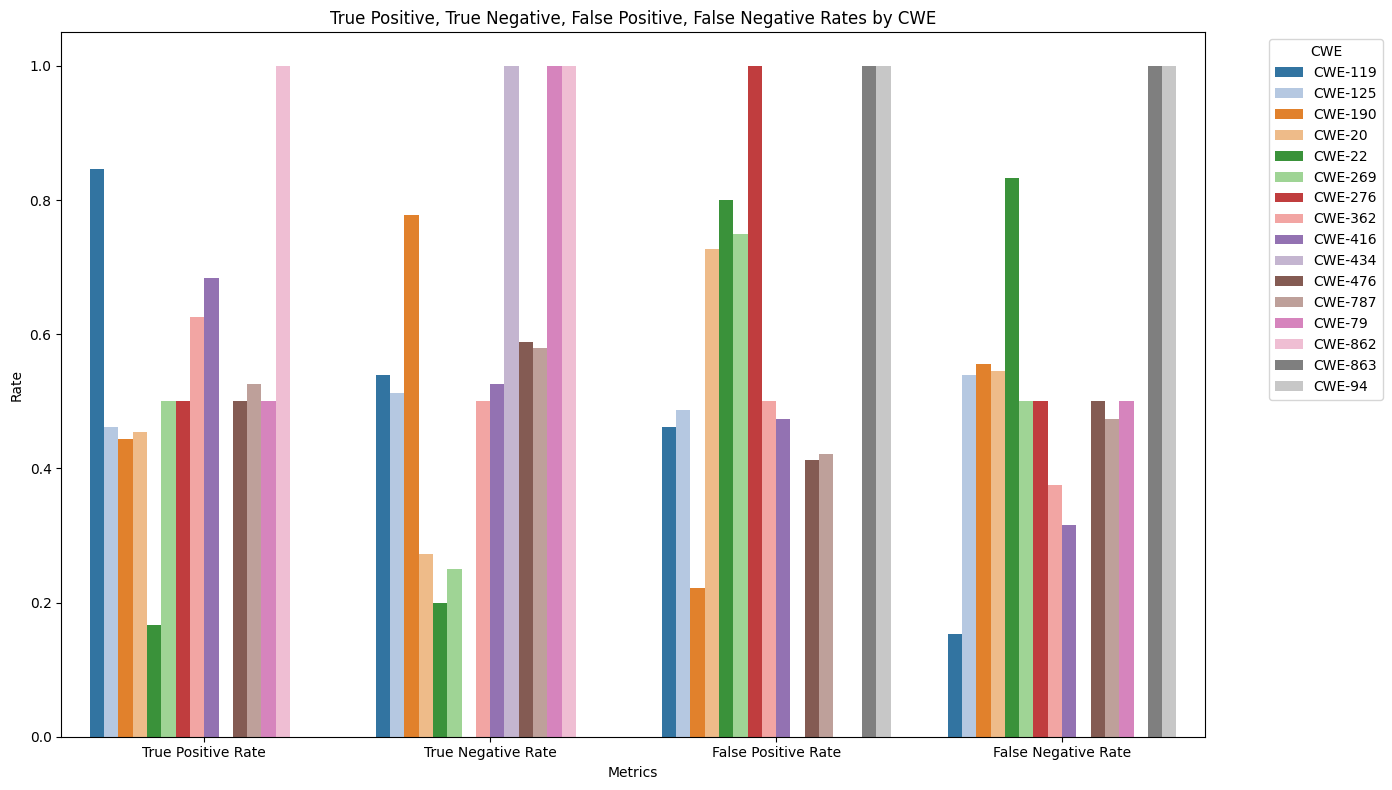 True Positive, True Negative, False Positive, False Negative Rates by CWE
Rate
1.0
0.8
0.6
0.4
0.2
0.0
True Positive Rate
True Negative Rate
False Positive Rate
False Negative Rate
Metrics
CWE
CWE-119
CWE-125
CWE-190
CWE-20
CWE-22
CWE-269
CWE-276
CWE-362
CWE-416
CWE-434
CWE-476
CWE-787
CWE-79
CWE-862
CWE-863
CWE-94